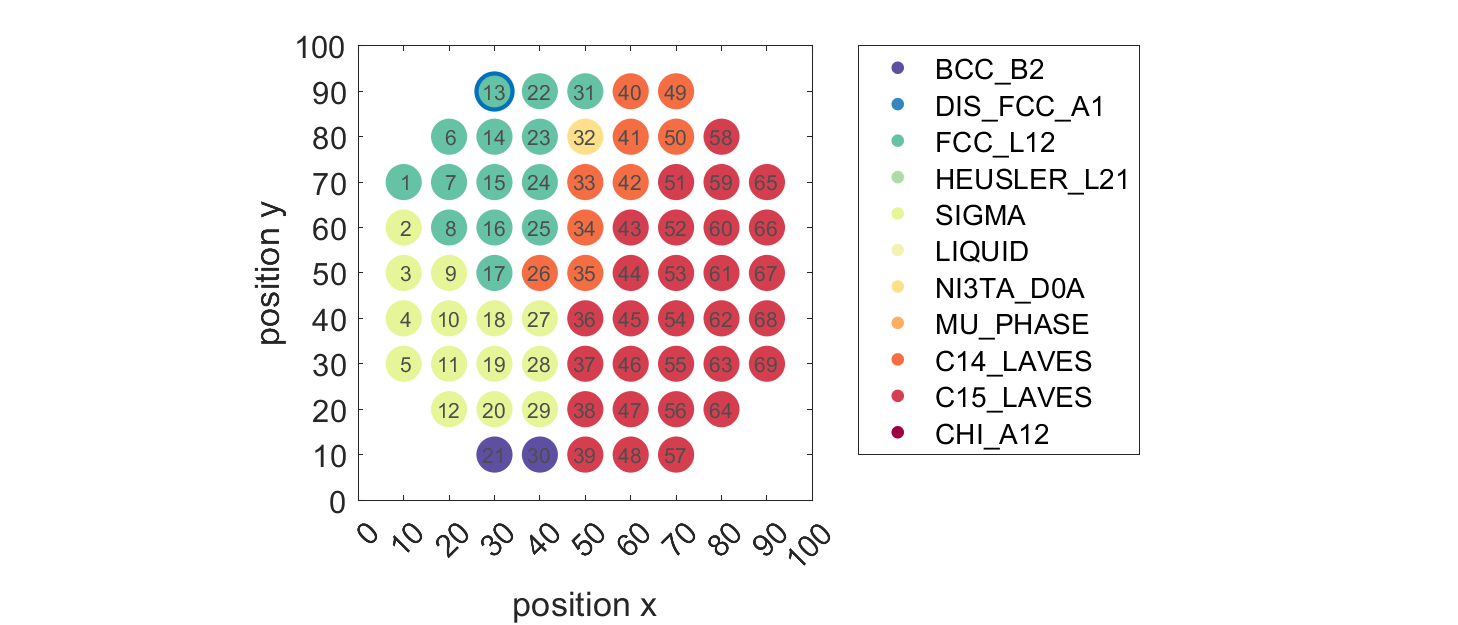 100
90 13 22 31 40 49
80 6 14 23 32 41 50 58
70 1 7 15 24 33 42 51 59 65
60 2 8 16 25 34 43 52 60 66
50 3 9 17 26 35 44 53 61 67
40 4 10 18 27 36 45 54 62 68
30 5 11 19 28 37 46 55 63 69
20 12 20 29 38 47 56 64
10 21 30 39 48 57
0
0 10 20 30 40 50 60 70 80 90 100
position x
position y
BCC_B2
DIS_FCC_A1
FCC_L12
HEUSLER_L21
SIGMA
LIQUID
NI3TA_D0A
MU_PHASE
C14_LAVES
C15_LAVES
CHI_A12